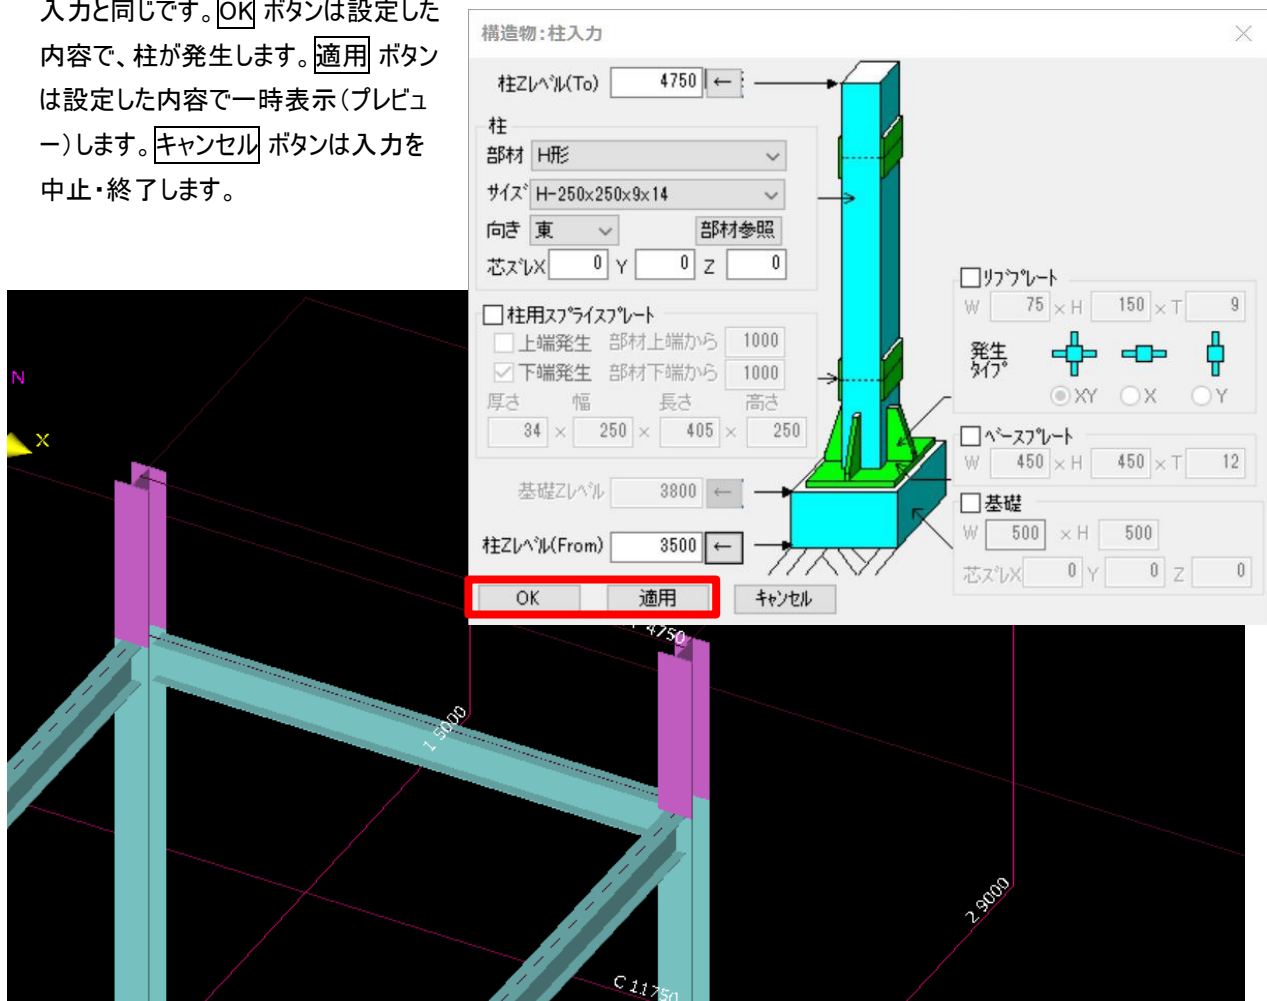 入力と同じです。OK ボタンは設定した
内容で、柱が発生します。適用 ボタン
は設定した内容で一時表示（プレビュ
ー）します。キャンセル ボタンは入力を
中止・終了します。
構造物：柱入力
柱Zﾚﾍﾞﾙ(To) 4750 ←
柱
部材 H形
ｻｲｽﾞ H-250x250x9x14
向き 東 部材参照
芯ｽﾞﾚX 0 Y 0 Z 0
柱用ｽﾌﾟﾗｲｽﾌﾟﾚｰﾄ
上端発生 部材上端から 1000
下端発生 部材下端から 1000
厚さ 幅 長さ 高さ
34 × 250 × 405 × 250
基礎Zﾚﾍﾞﾙ 3800 ←
柱Zﾚﾍﾞﾙ(From) 3500 ←
OK 適用 ｷｬﾝｾﾙ
ﾘﾌﾞﾌﾟﾚｰﾄ
W 75 × H 150 × T 9
発生
ﾀｲﾌﾟ
XY X Y
ﾍﾞｰｽﾌﾟﾚｰﾄ
W 450 × H 450 × T 12
基礎
W 500 × H 500
芯ｽﾞﾚX 0 Y 0 Z 0
N
X
4750
1 5000
2 9000
C 11750